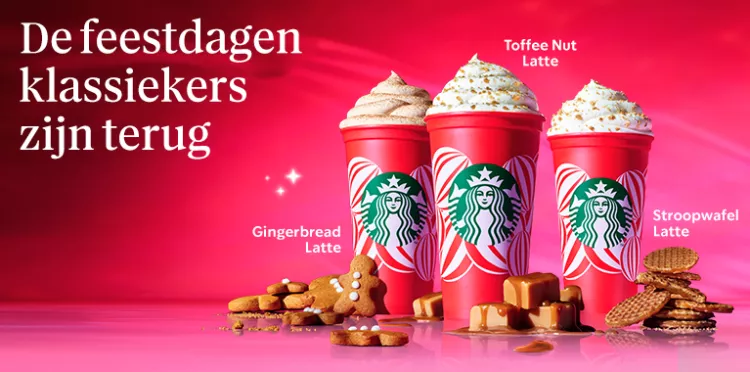 De feestdagen
klassiekers
zijn terug
Toffee Nut
Latte
Gingerbread
Latte
Stroopwafel
Latte